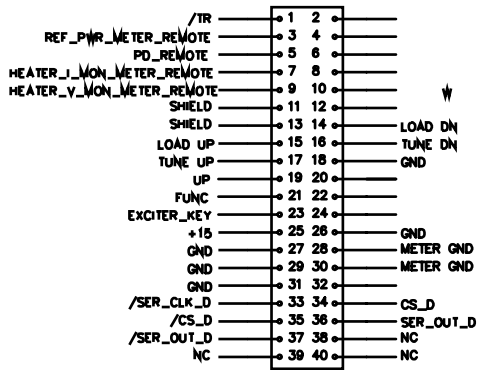 /TR 1 2
REF_PWR_METER_REMOTE 3 4
PD_REMOTE 5 6
HEATER_I_MON_METER_REMOTE 7 8
HEATER_V_MON_METER_REMOTE 9 10
W
SHIELD 11 12
SHIELD 13 14 LOAD DN
LOAD UP 15 16 TUNE DN
TUNE UP 17 18 GND
UP 19 20
FUNC 21 22
EXCITER_KEY 23 24
+15 25 26 GND
GND 27 28 METER GND
GND 29 30 METER GND
GND 31 32
/SER_CLK_D 33 34 CS_D
/CS_D 35 36 SER_OUT_D
/SER_OUT_D 37 38 NC
NC 39 40 NC